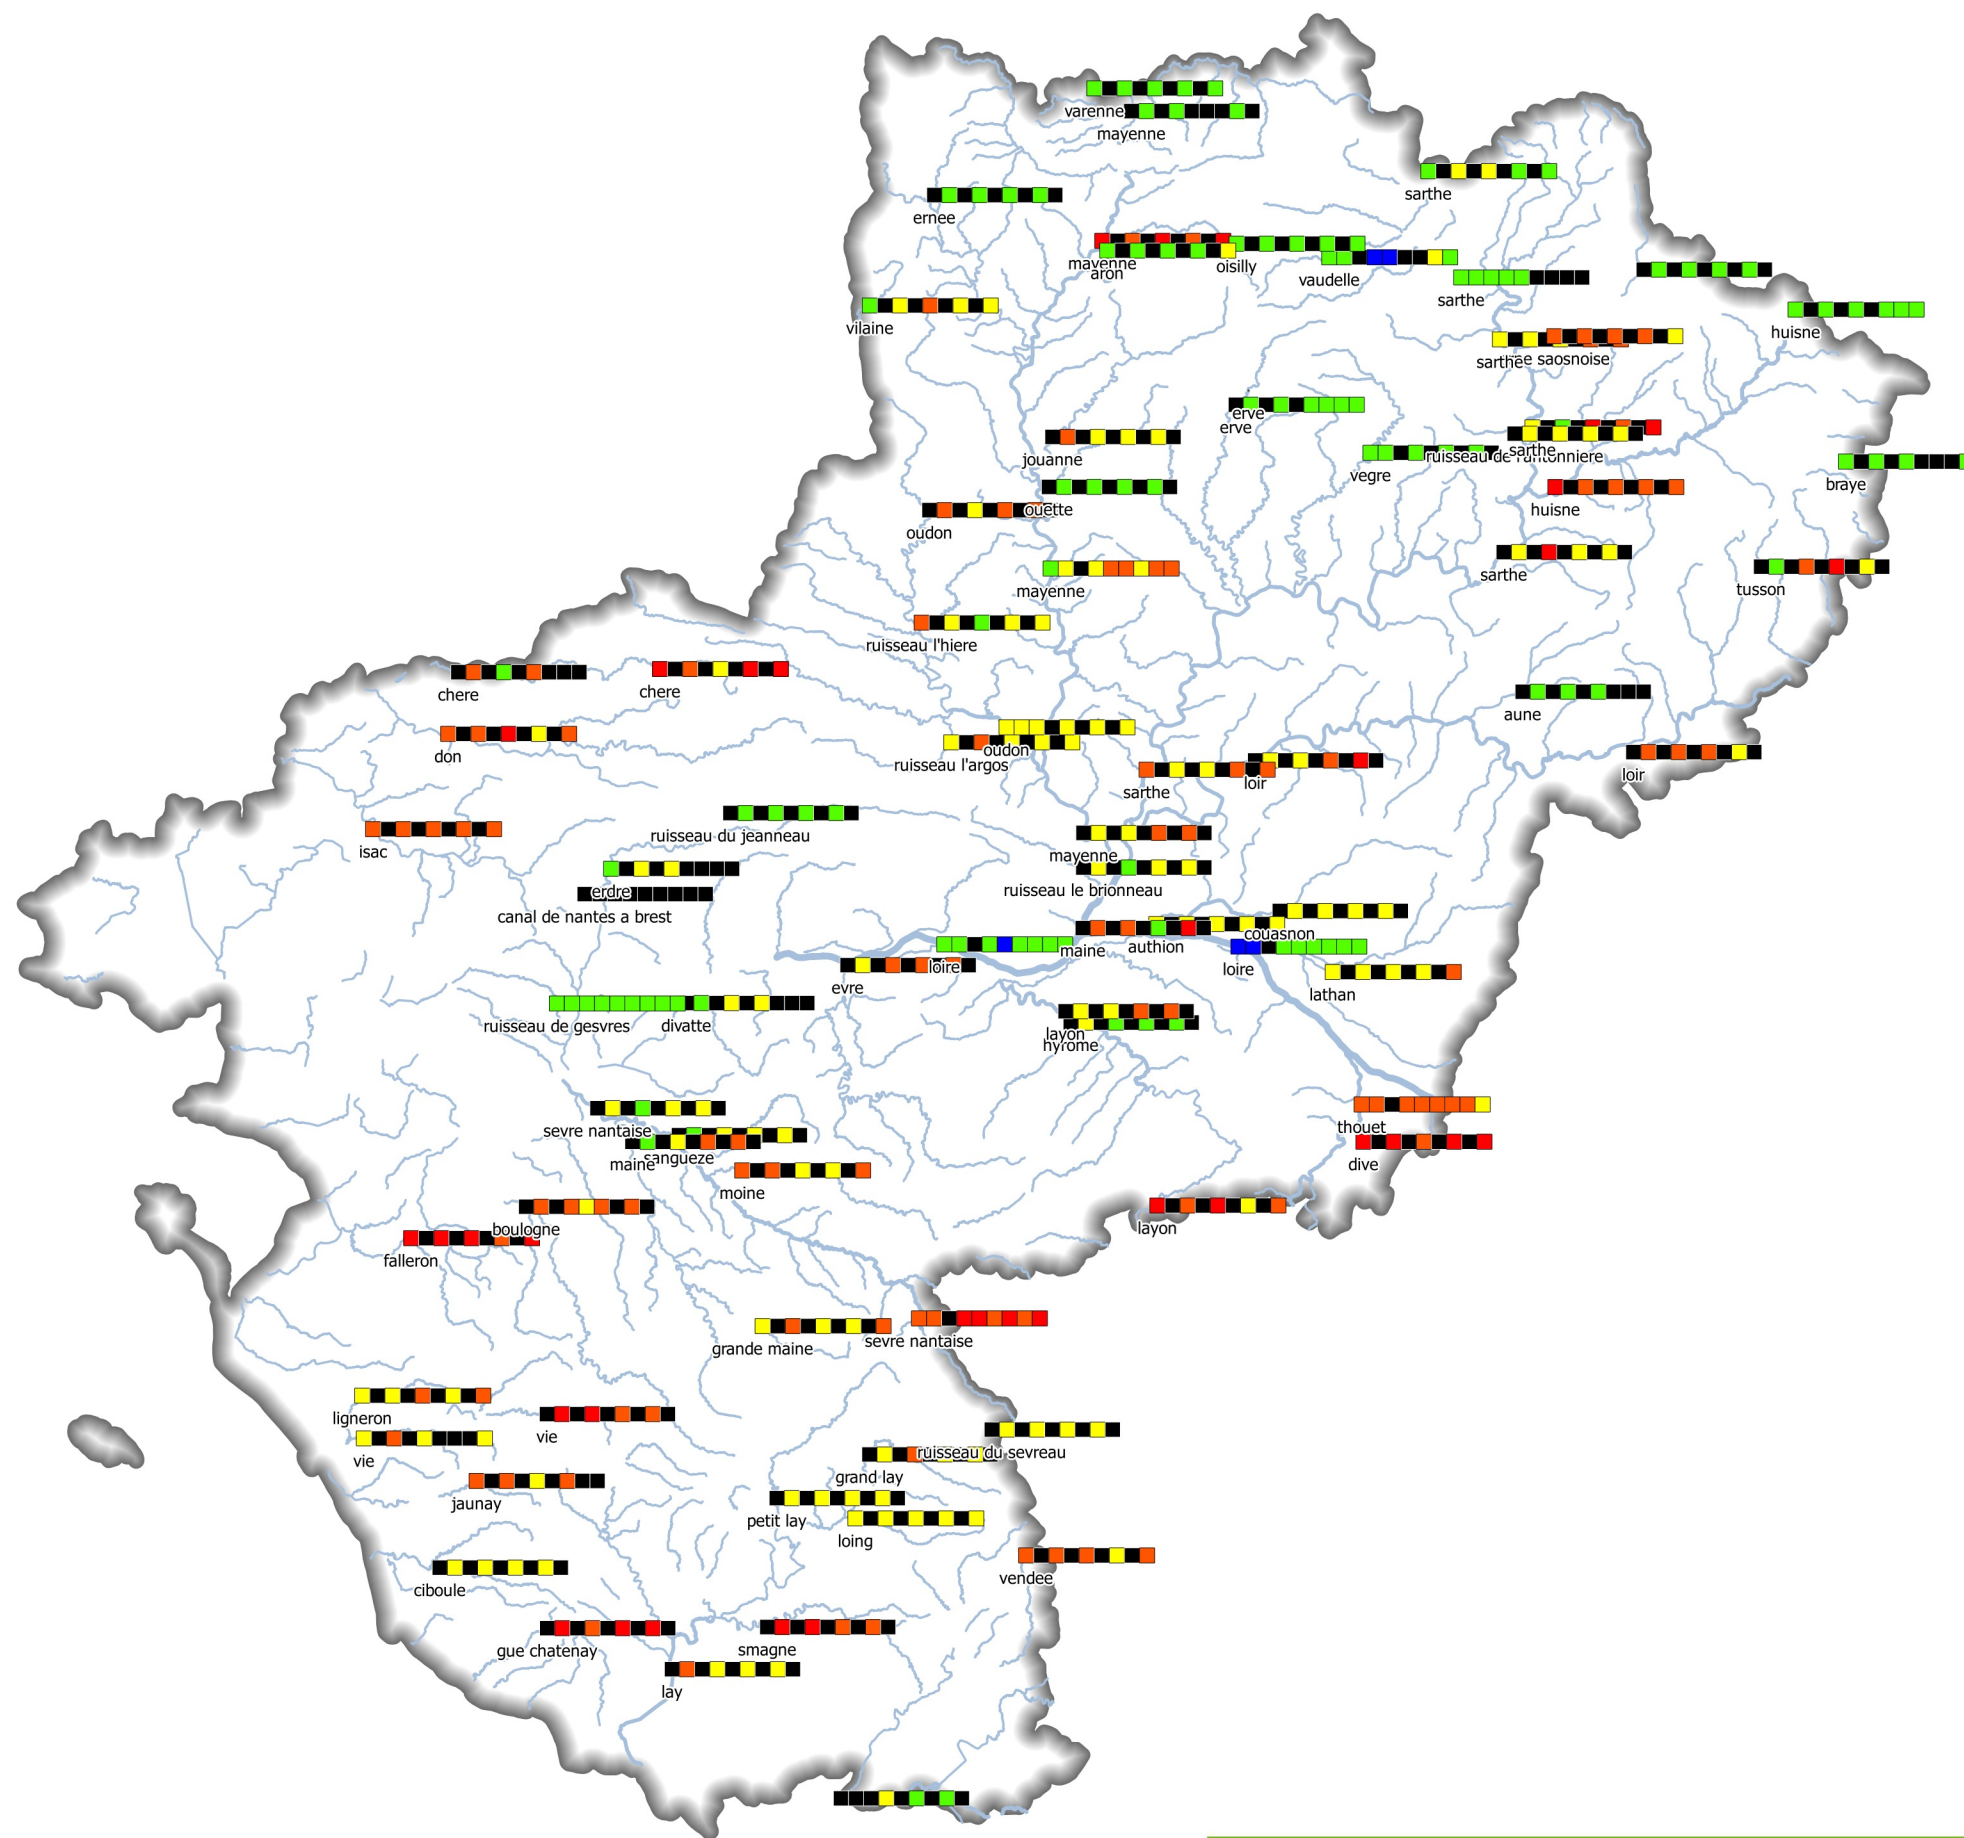 varenne
mayenne
sarthe
ernee
mayenne
aron
oisilly
vaudelle
sarthe
vilaine
huisne
sarthe
saosnoise
erve
erve
jouanne
sarthe
vegre
ruisseau de l'antonniere
braye
oudon
ouette
huisne
mayenne
sarthe
tusson
ruisseau l'hiere
chere
chere
aune
don
oudon
ruisseau l'argos
sarthe
loir
loir
ruisseau du jeanneau
isac
mayenne
erdre
ruisseau le brionneau
canal de nantes a brest
couasnon
maine
authion
loire
loire
evre
lathan
ruisseau de gesvres
divatte
layon
hyrome
sevre nantaise
thouet
maine
sangueze
dive
moine
boulogne
layon
falleron
grande maine
sevre nantaise
ligneron
vie
vie
ruisseau du sevreau
grand lay
jaunay
petit lay
loing
vendee
ciboule
gue chatenay
smagne
lay